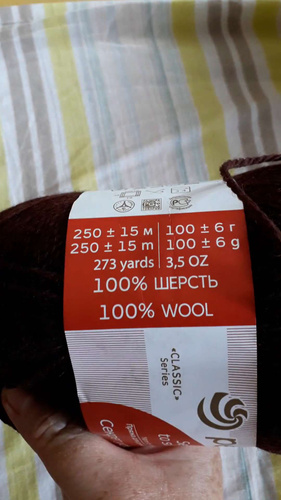 250 ± 15 м 100 ± 6 г
250 ± 15 m 100 ± 6 g
273 yards 3,5 OZ
100% ШЕРСТЬ
100% WOOL
«CLASSIC»
Series